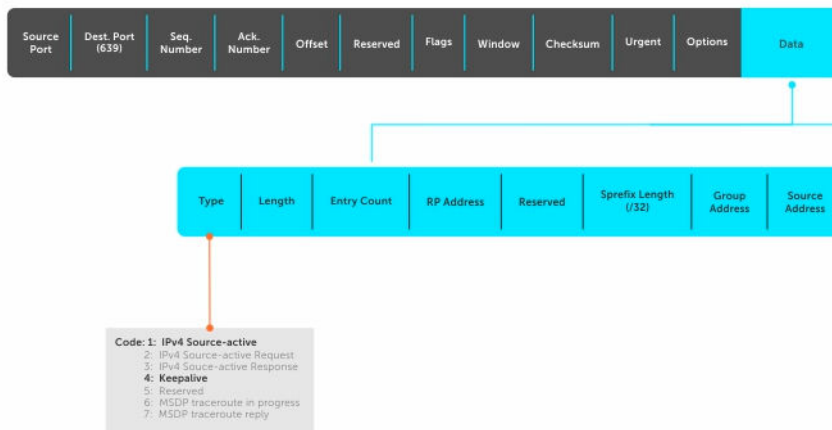 Source
Port
Dest. Port
(639)
Seq.
Number
Ack.
Number
Offset
Reserved
Flags
Window
Checksum
Urgent
Options
Data
Type
Length
Entry Count
RP Address
Reserved
Sprefix Length
(/32)
Group
Address
Source
Address
Code: 1: IPv4 Source-active
2: IPv4 Source-active Request
3: IPv4 Souce-active Response
4: Keepalive
5: Reserved
6: MSDP traceroute in progress
7: MSDP traceroute reply